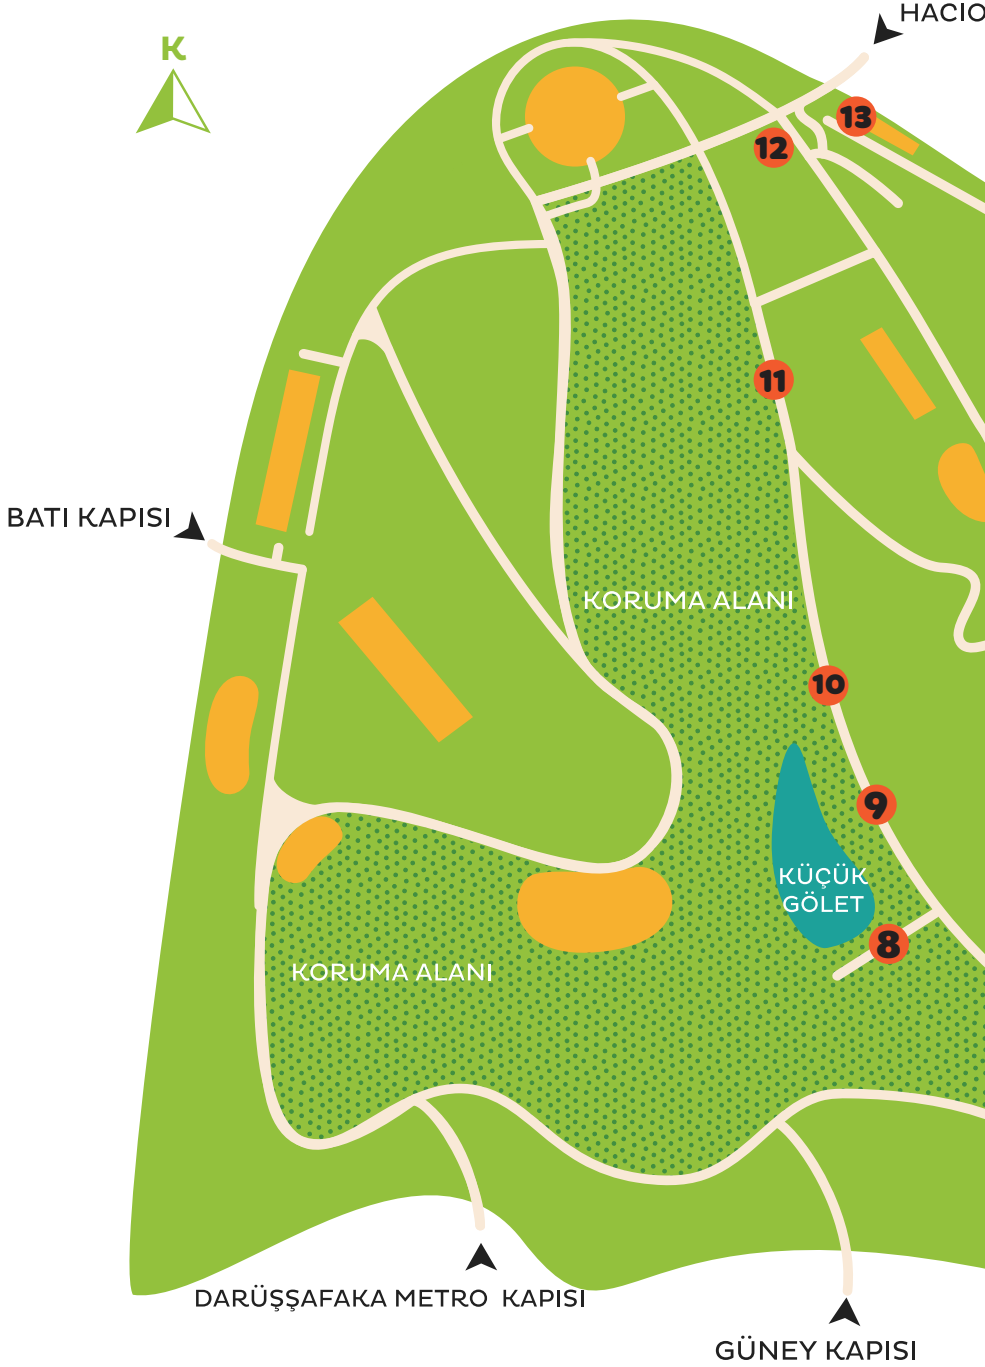 HACIO
K
13
12
11
BATI KAPISI
KORUMA ALANI
10
9
KÜÇÜK
GÖLET
8
KORUMA ALANI
DARÜŞŞAFAKA METRO KAPISI
GÜNEY KAPISI